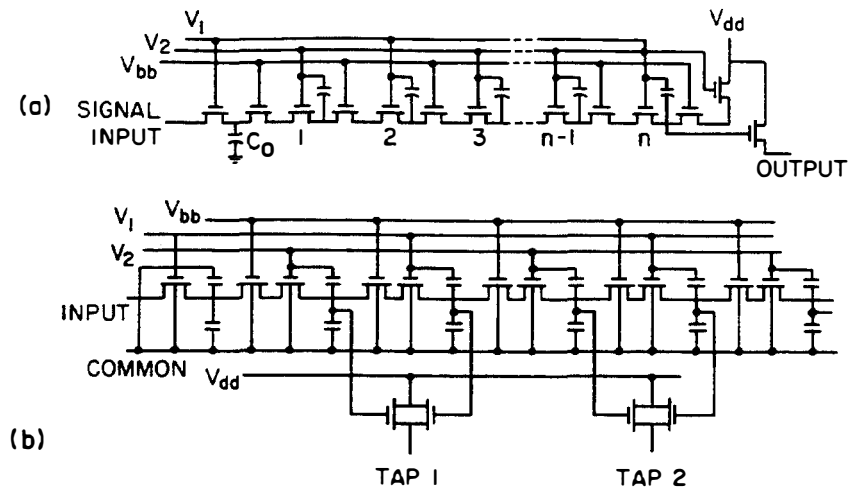 (a)
V1
V2
Vbb
Vdd
SIGNAL
INPUT
C0
1
2
3
n-1
n
OUTPUT
(b)
Vbb
V1
V2
INPUT
COMMON
Vdd
TAP 1
TAP 2